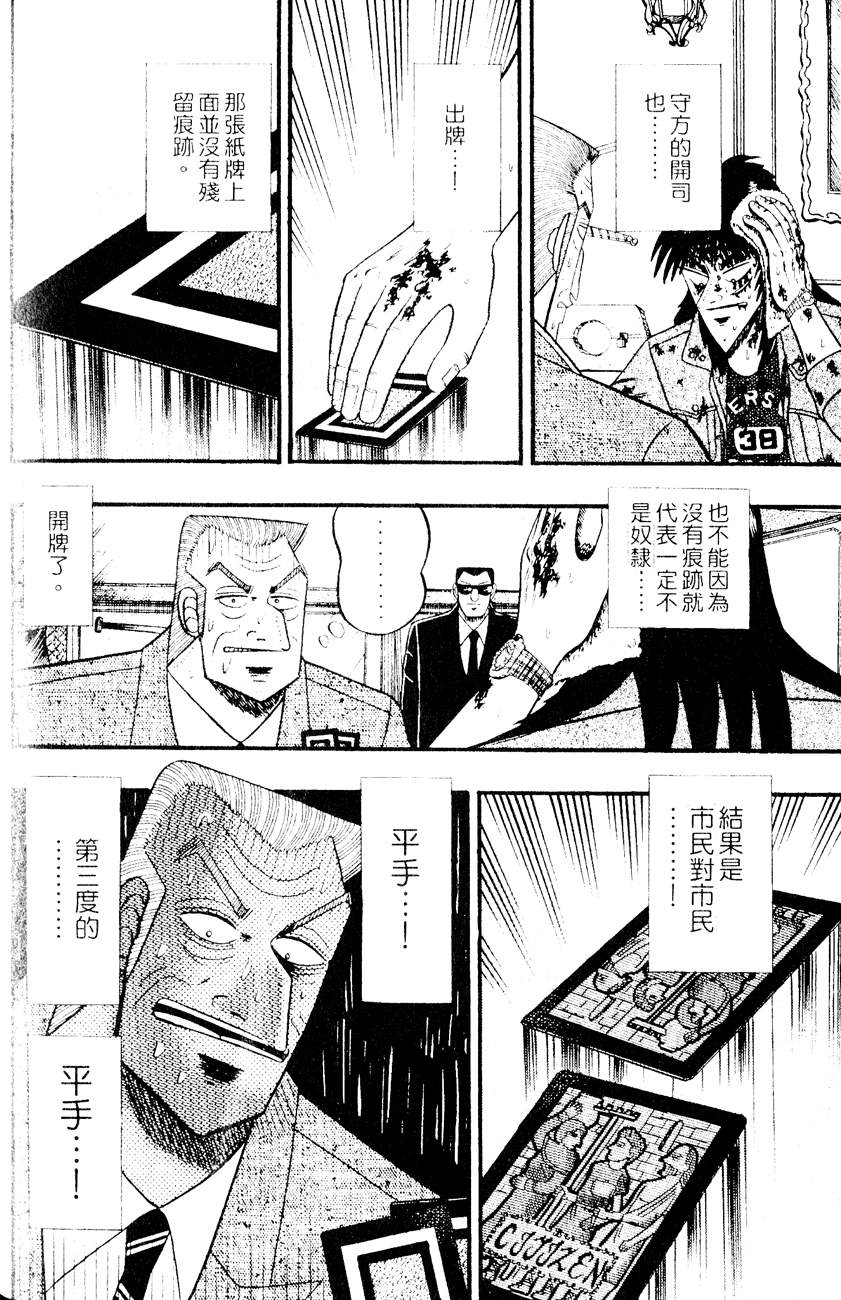 守方的開司
也………
ERS
38
出牌…！
那張紙牌上
面並沒有殘
留痕跡。
也不能因為
沒有痕跡就
代表一定不
是奴隸……
………
開牌了。
結果是
市民對市民
………！
CITIZEN
平手…！
第三度的
…………
平手…！